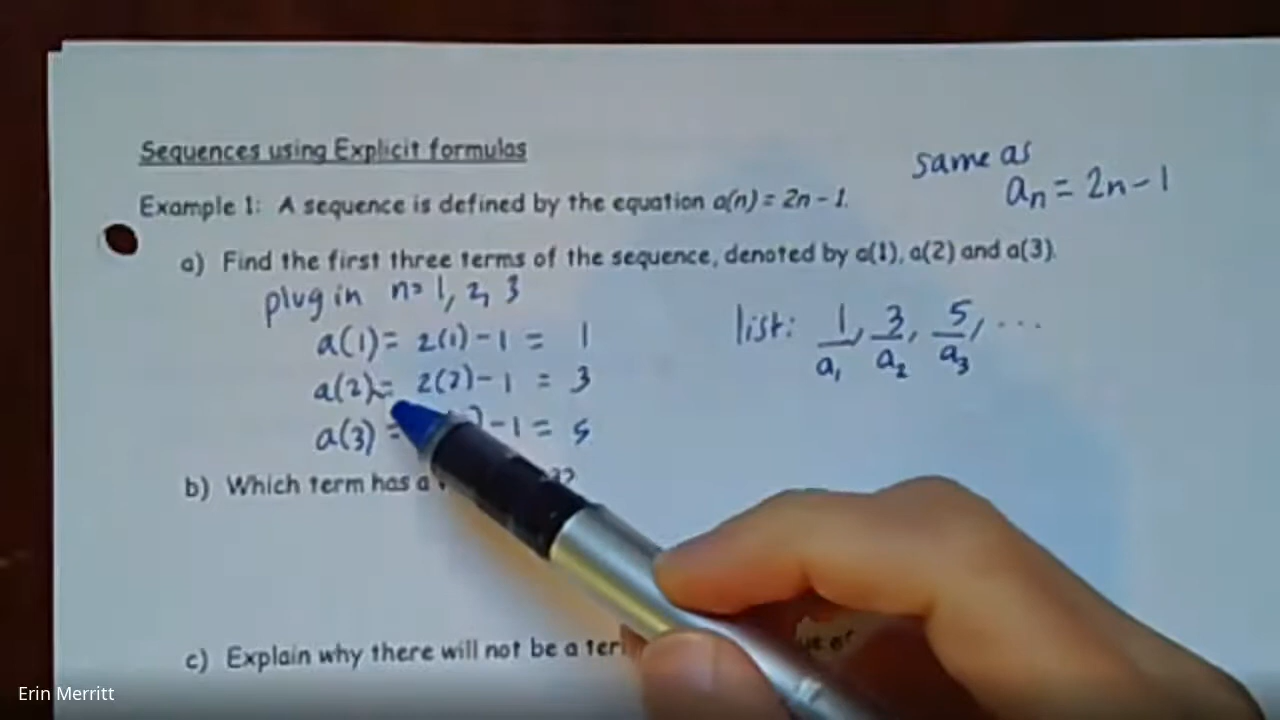 Sequences using Explicit formulas
same as
Example 1: A sequence is defined by the equation a(n) = 2n - 1.
an = 2n - 1
a) Find the first three terms of the sequence, denoted by a(1), a(2) and a(3).
plug in n = 1, 2, 3
list: 1, 3, 5, ...
a1 a2 a3
a(1) = 2(1) - 1 = 1
a(2) = 2(2) - 1 = 3
a(3) = ) - 1 = 5
b) Which term has a
c) Explain why there will not be a
Erin Merritt